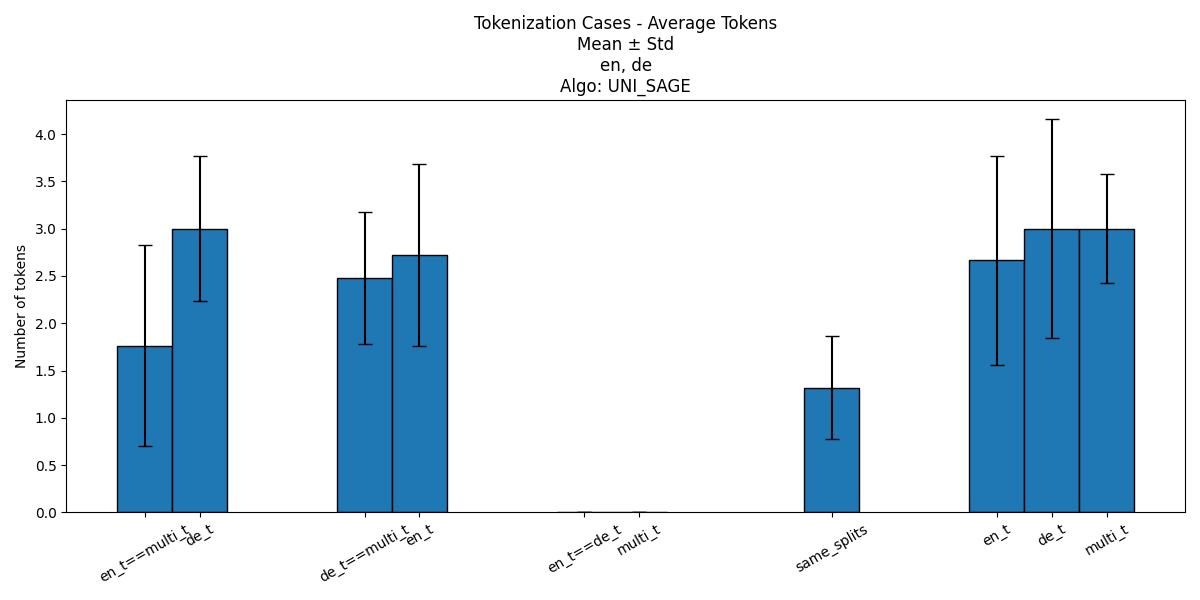 Tokenization Cases - Average Tokens
Mean ± Std
en, de
Algo: UNI_SAGE
Number of tokens
4.0
3.5
3.0
2.5
2.0
1.5
1.0
0.5
0.0
en_t==multi_t
de_t
de_t==multi_t
en_t
en_t==de_t
multi_t
same_splits
en_t
de_t
multi_t